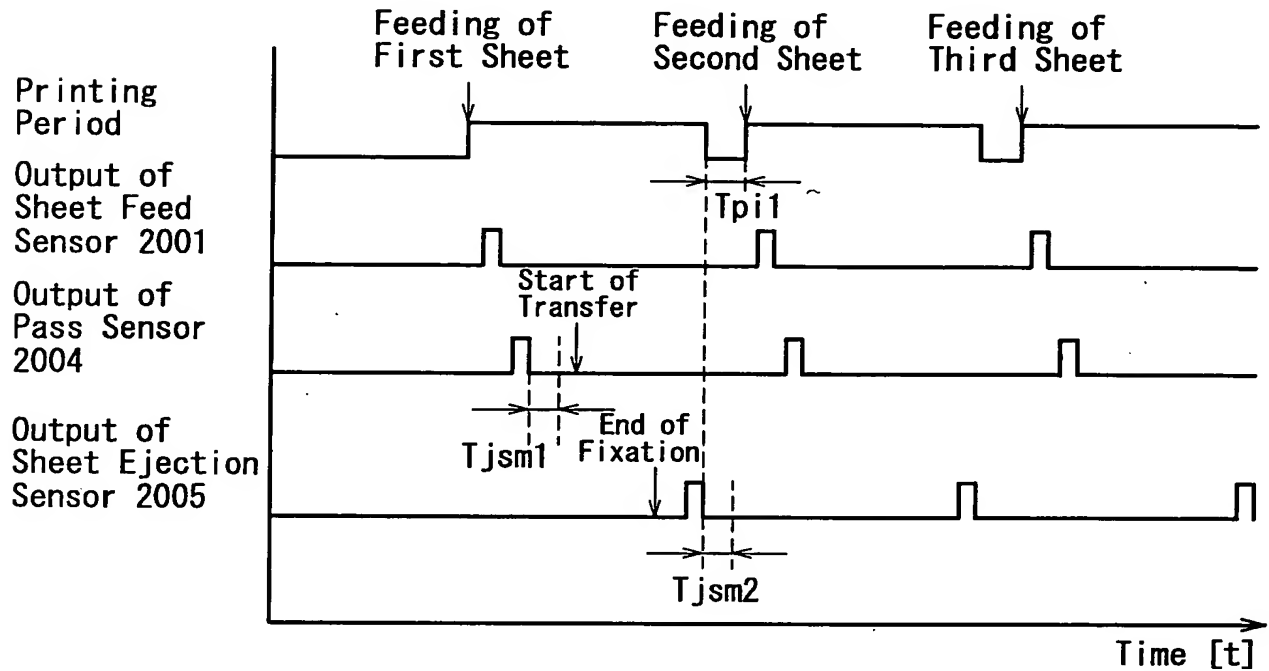 Feeding of
First Sheet
Feeding of
Second Sheet
Feeding of
Third Sheet
Printing
Period
Tpi1
Output of
Sheet Feed
Sensor 2001
Start of
Transfer
Output of
Pass Sensor
2004
Tjsm1
End of
Fixation
Output of
Sheet Ejection
Sensor 2005
Tjsm2
Time [t]